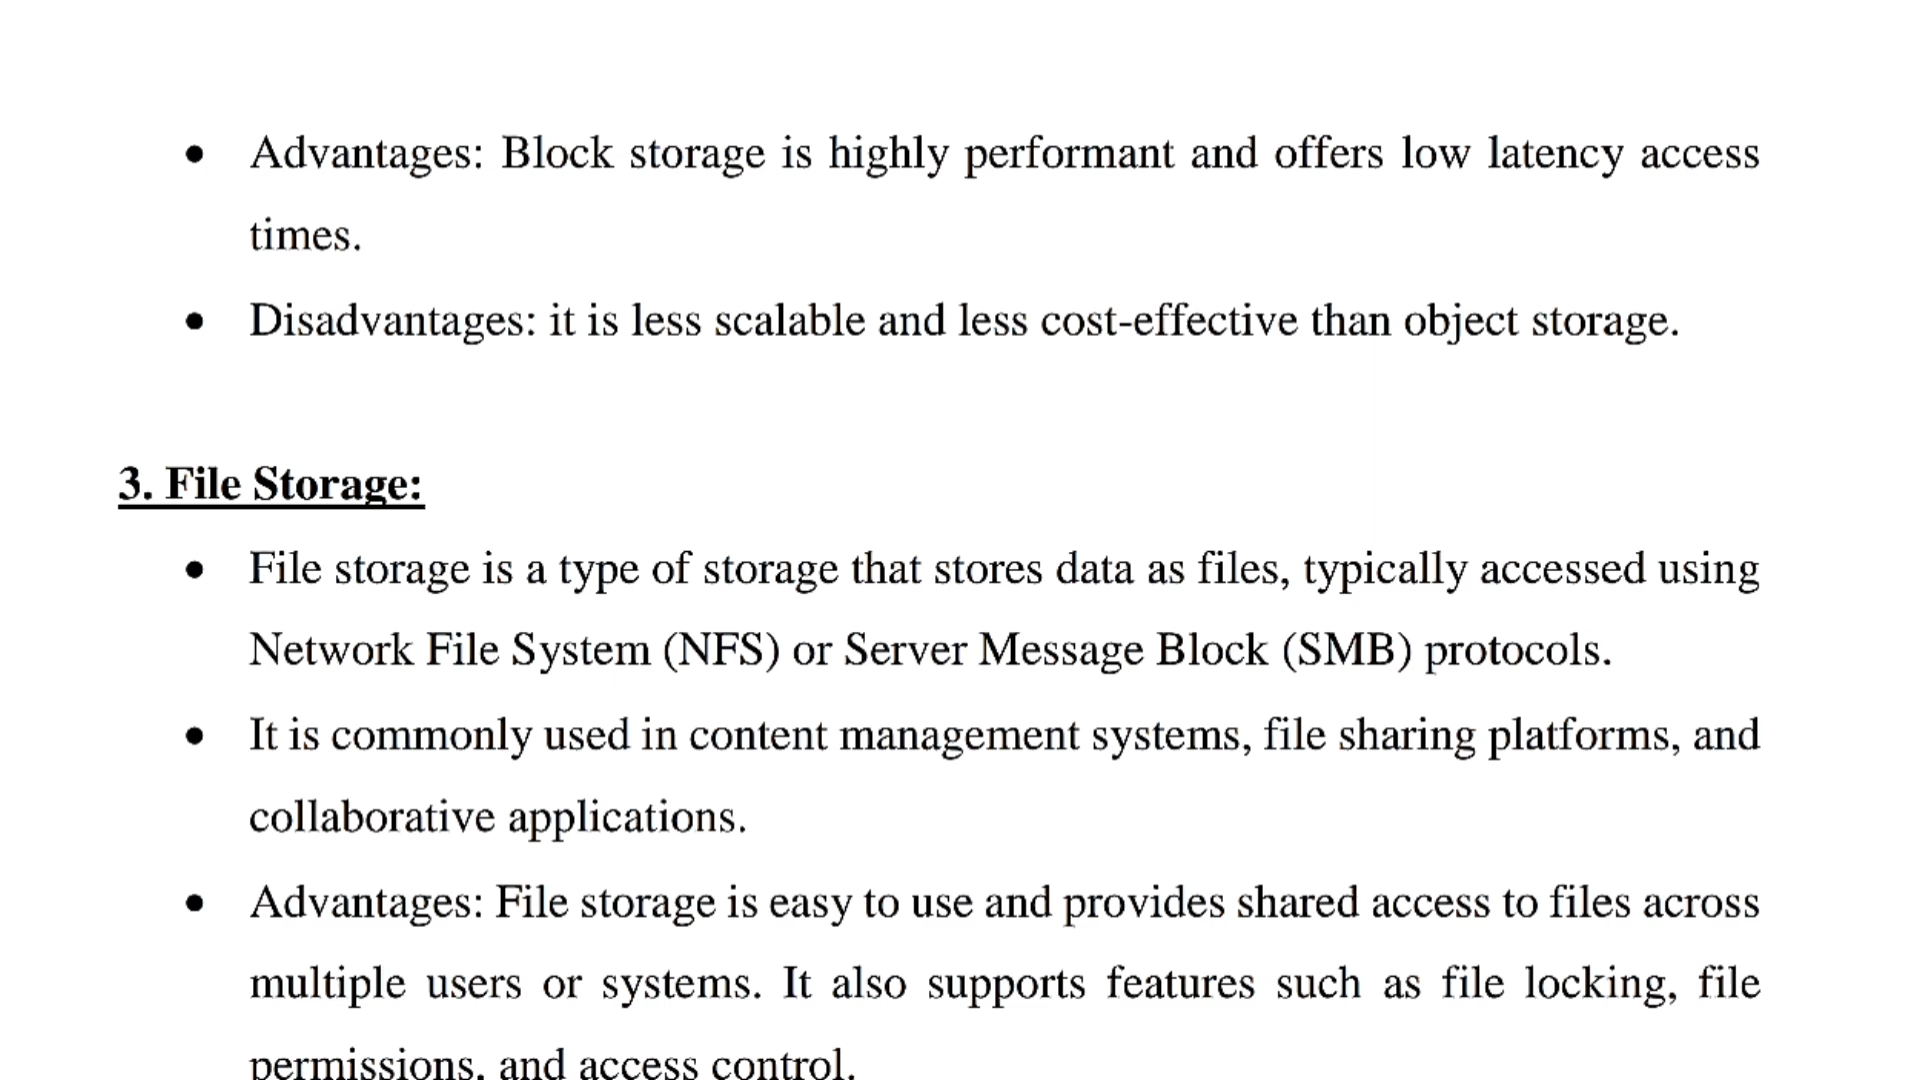 • Advantages: Block storage is highly performant and offers low latency access
times.
• Disadvantages: it is less scalable and less cost-effective than object storage.
3. File Storage:
• File storage is a type of storage that stores data as files, typically accessed using
Network File System (NFS) or Server Message Block (SMB) protocols.
• It is commonly used in content management systems, file sharing platforms, and
collaborative applications.
• Advantages: File storage is easy to use and provides shared access to files across
multiple users or systems. It also supports features such as file locking, file
permissions, and access control.